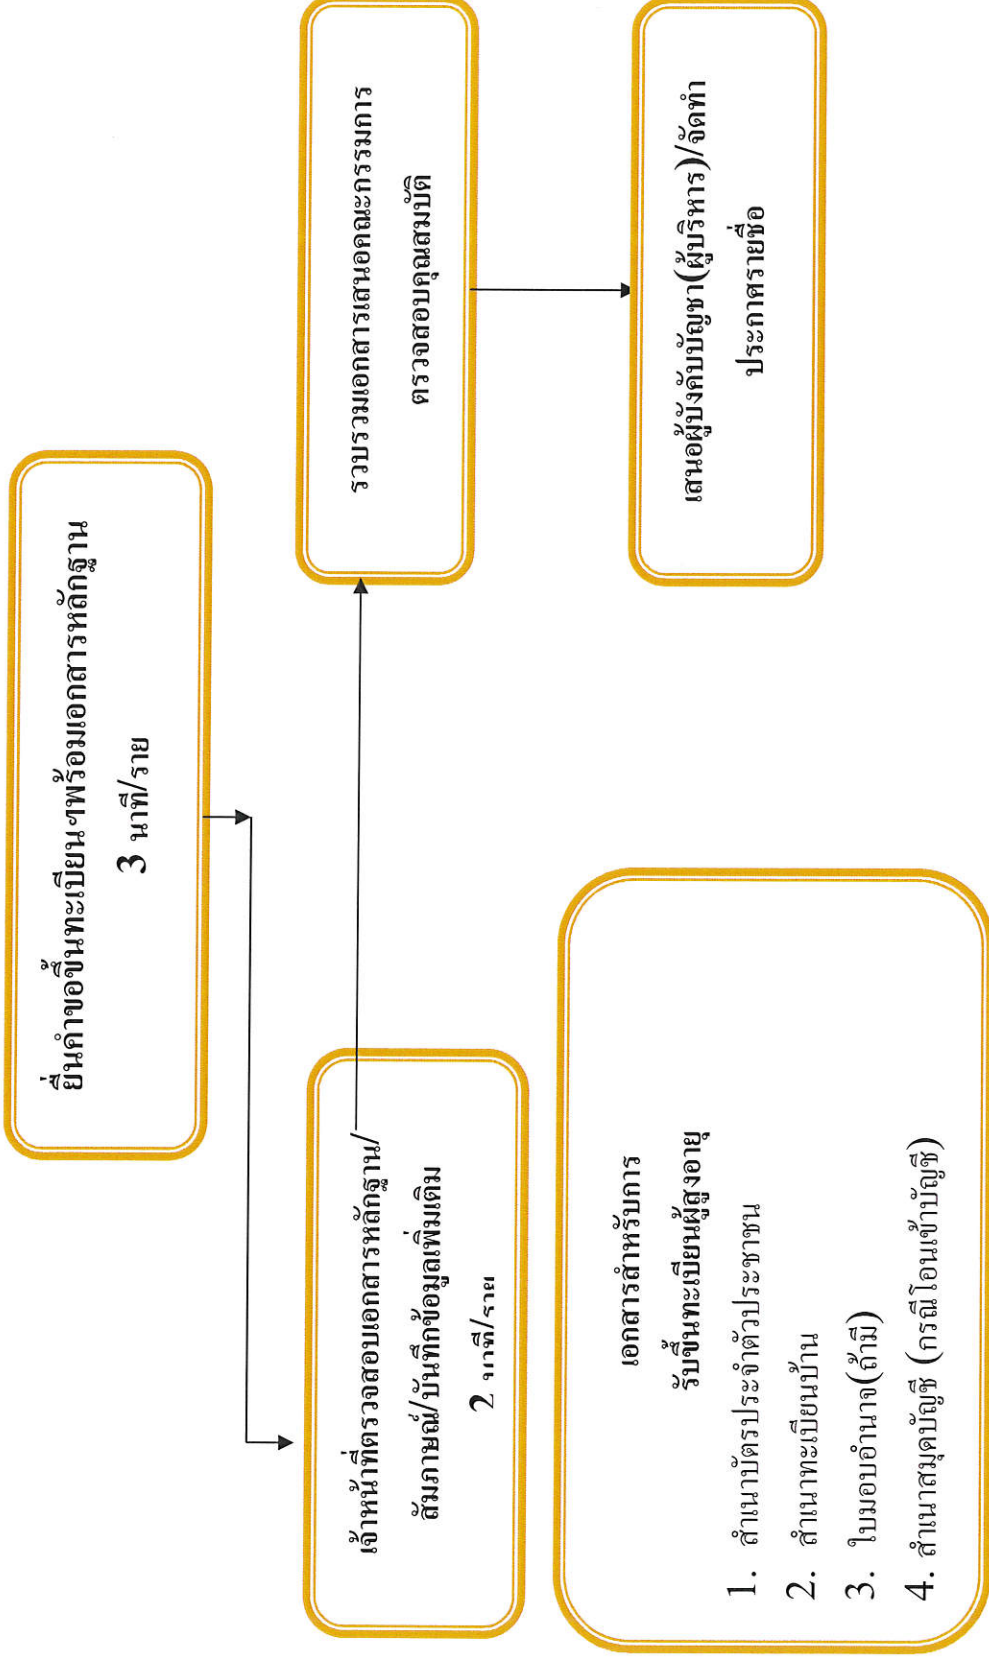 ยื่นคำขอขึ้นทะเบียนฯพร้อมเอกสารหลักฐาน
3 นาที/ราย
เจ้าหน้าที่ตรวจสอบเอกสารหลักฐาน/
สัมภาษณ์/บันทึกข้อมูลเพิ่มเติม
2 นาที/ราย
รวบรวมเอกสารเสนอคณะกรรมการ
ตรวจสอบคุณสมบัติ
เสนอผู้บังคับบัญชา(ผู้บริหาร)/จัดทำ
ประกาศรายชื่อ
เอกสารสำหรับการ
รับขึ้นทะเบียนผู้สูงอายุ
1. สำเนาบัตรประจำตัวประชาชน
2. สำเนาทะเบียนบ้าน
3. ใบมอบอำนาจ(ถ้ามี)
4. สำเนาสมุดบัญชี (กรณีโอนเข้าบัญชี)